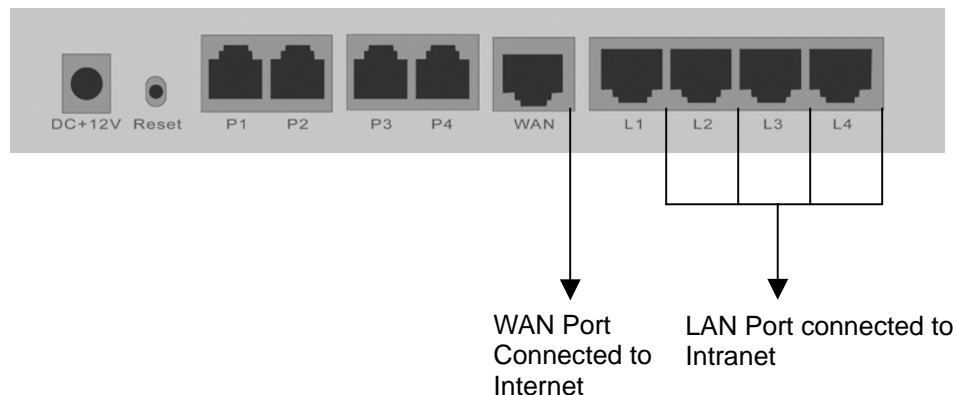 DC+12V Reset P1 P2 P3 P4 WAN L1 L2 L3 L4
WAN Port
Connected to
Internet
LAN Port connected to
Intranet